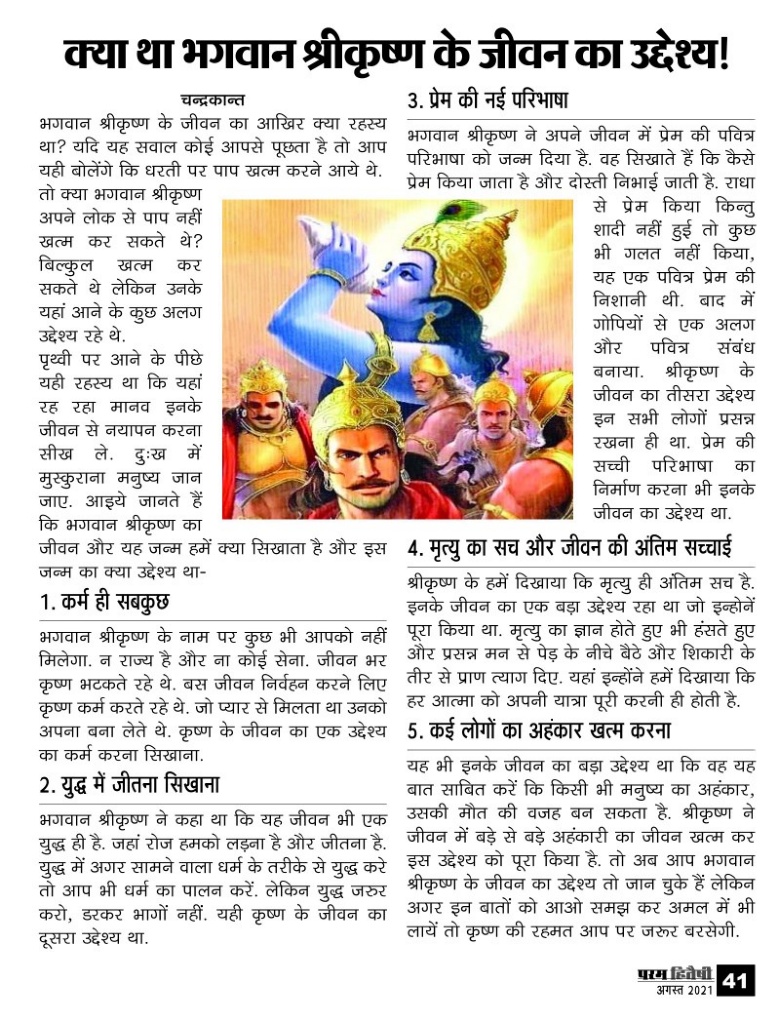 क्या था भगवान श्रीकृष्ण के जीवन का उद्देश्य!
चन्द्रकान्त
भगवान श्रीकृष्ण के जीवन का आखिर क्या रहस्य
था? यदि यह सवाल कोई आपसे पूछता है तो आप
यही बोलेंगे कि धरती पर पाप खत्म करने आये थे.
तो क्या भगवान श्रीकृष्ण
अपने लोक से पाप नहीं
खत्म कर सकते थे?
बिल्कुल खत्म कर
सकते थे लेकिन उनके
यहां आने के कुछ अलग
उद्देश्य रहे थे.
पृथ्वी पर आने के पीछे
यही रहस्य था कि यहां
रह रहा मानव इनके
जीवन से नयापन करना
सीख ले. दुःख में
मुस्कुराना मनुष्य जान
जाए. आइये जानते हैं
कि भगवान श्रीकृष्ण का
जीवन और यह जन्म हमें क्या सिखाता है और इस
जन्म का क्या उद्देश्य था-
1. कर्म ही सबकुछ
भगवान श्रीकृष्ण के नाम पर कुछ भी आपको नहीं
मिलेगा. न राज्य है और ना कोई सेना. जीवन भर
कृष्ण भटकते रहे थे. बस जीवन निर्वहन करने लिए
कृष्ण कर्म करते रहे थे. जो प्यार से मिलता था उनको
अपना बना लेते थे. कृष्ण के जीवन का एक उद्देश्य
का कर्म करना सिखाना.
2. युद्ध में जीतना सिखाना
भगवान श्रीकृष्ण ने कहा था कि यह जीवन भी एक
युद्ध ही है. जहां रोज हमको लड़ना है और जीतना है.
युद्ध में अगर सामने वाला धर्म के तरीके से युद्ध करे
तो आप भी धर्म का पालन करें. लेकिन युद्ध जरुर
करो, डरकर भागों नहीं. यही कृष्ण के जीवन का
दूसरा उद्देश्य था.
3. प्रेम की नई परिभाषा
भगवान श्रीकृष्ण ने अपने जीवन में प्रेम की पवित्र
परिभाषा को जन्म दिया है. वह सिखाते हैं कि कैसे
प्रेम किया जाता है और दोस्ती निभाई जाती है. राधा
से प्रेम किया किन्तु
शादी नहीं हुई तो कुछ
भी गलत नहीं किया,
यह एक पवित्र प्रेम की
निशानी थी. बाद में
गोपियों से एक अलग
और पवित्र संबंध
बनाया. श्रीकृष्ण के
जीवन का तीसरा उद्देश्य
इन सभी लोगों प्रसन्न
रखना ही था. प्रेम की
सच्ची परिभाषा का
निर्माण करना भी इनके
जीवन का उद्देश्य था.
4. मृत्यु का सच और जीवन की अंतिम सच्चाई
श्रीकृष्ण के हमें दिखाया कि मृत्यु ही अंतिम सच है.
इनके जीवन का एक बड़ा उद्देश्य रहा था जो इन्होनें
पूरा किया था. मृत्यु का ज्ञान होते हुए भी हंसते हुए
और प्रसन्न मन से पेड़ के नीचे बैठे और शिकारी के
तीर से प्राण त्याग दिए. यहां इन्होंने हमें दिखाया कि
हर आत्मा को अपनी यात्रा पूरी करनी ही होती है.
5. कई लोगों का अहंकार खत्म करना
यह भी इनके जीवन का बड़ा उद्देश्य था कि वह यह
बात साबित करें कि किसी भी मनुष्य का अहंकार,
उसकी मौत की वजह बन सकता है. श्रीकृष्ण ने
जीवन में बड़े से बड़े अहंकारी का जीवन खत्म कर
इस उद्देश्य को पूरा किया है. तो अब आप भगवान
श्रीकृष्ण के जीवन का उद्देश्य तो जान चुके हैं लेकिन
अगर इन बातों को आओ समझ कर अमल में भी
लायें तो कृष्ण की रहमत आप पर जरूर बरसेगी.
परम हितैषी
अगस्त 2021
41